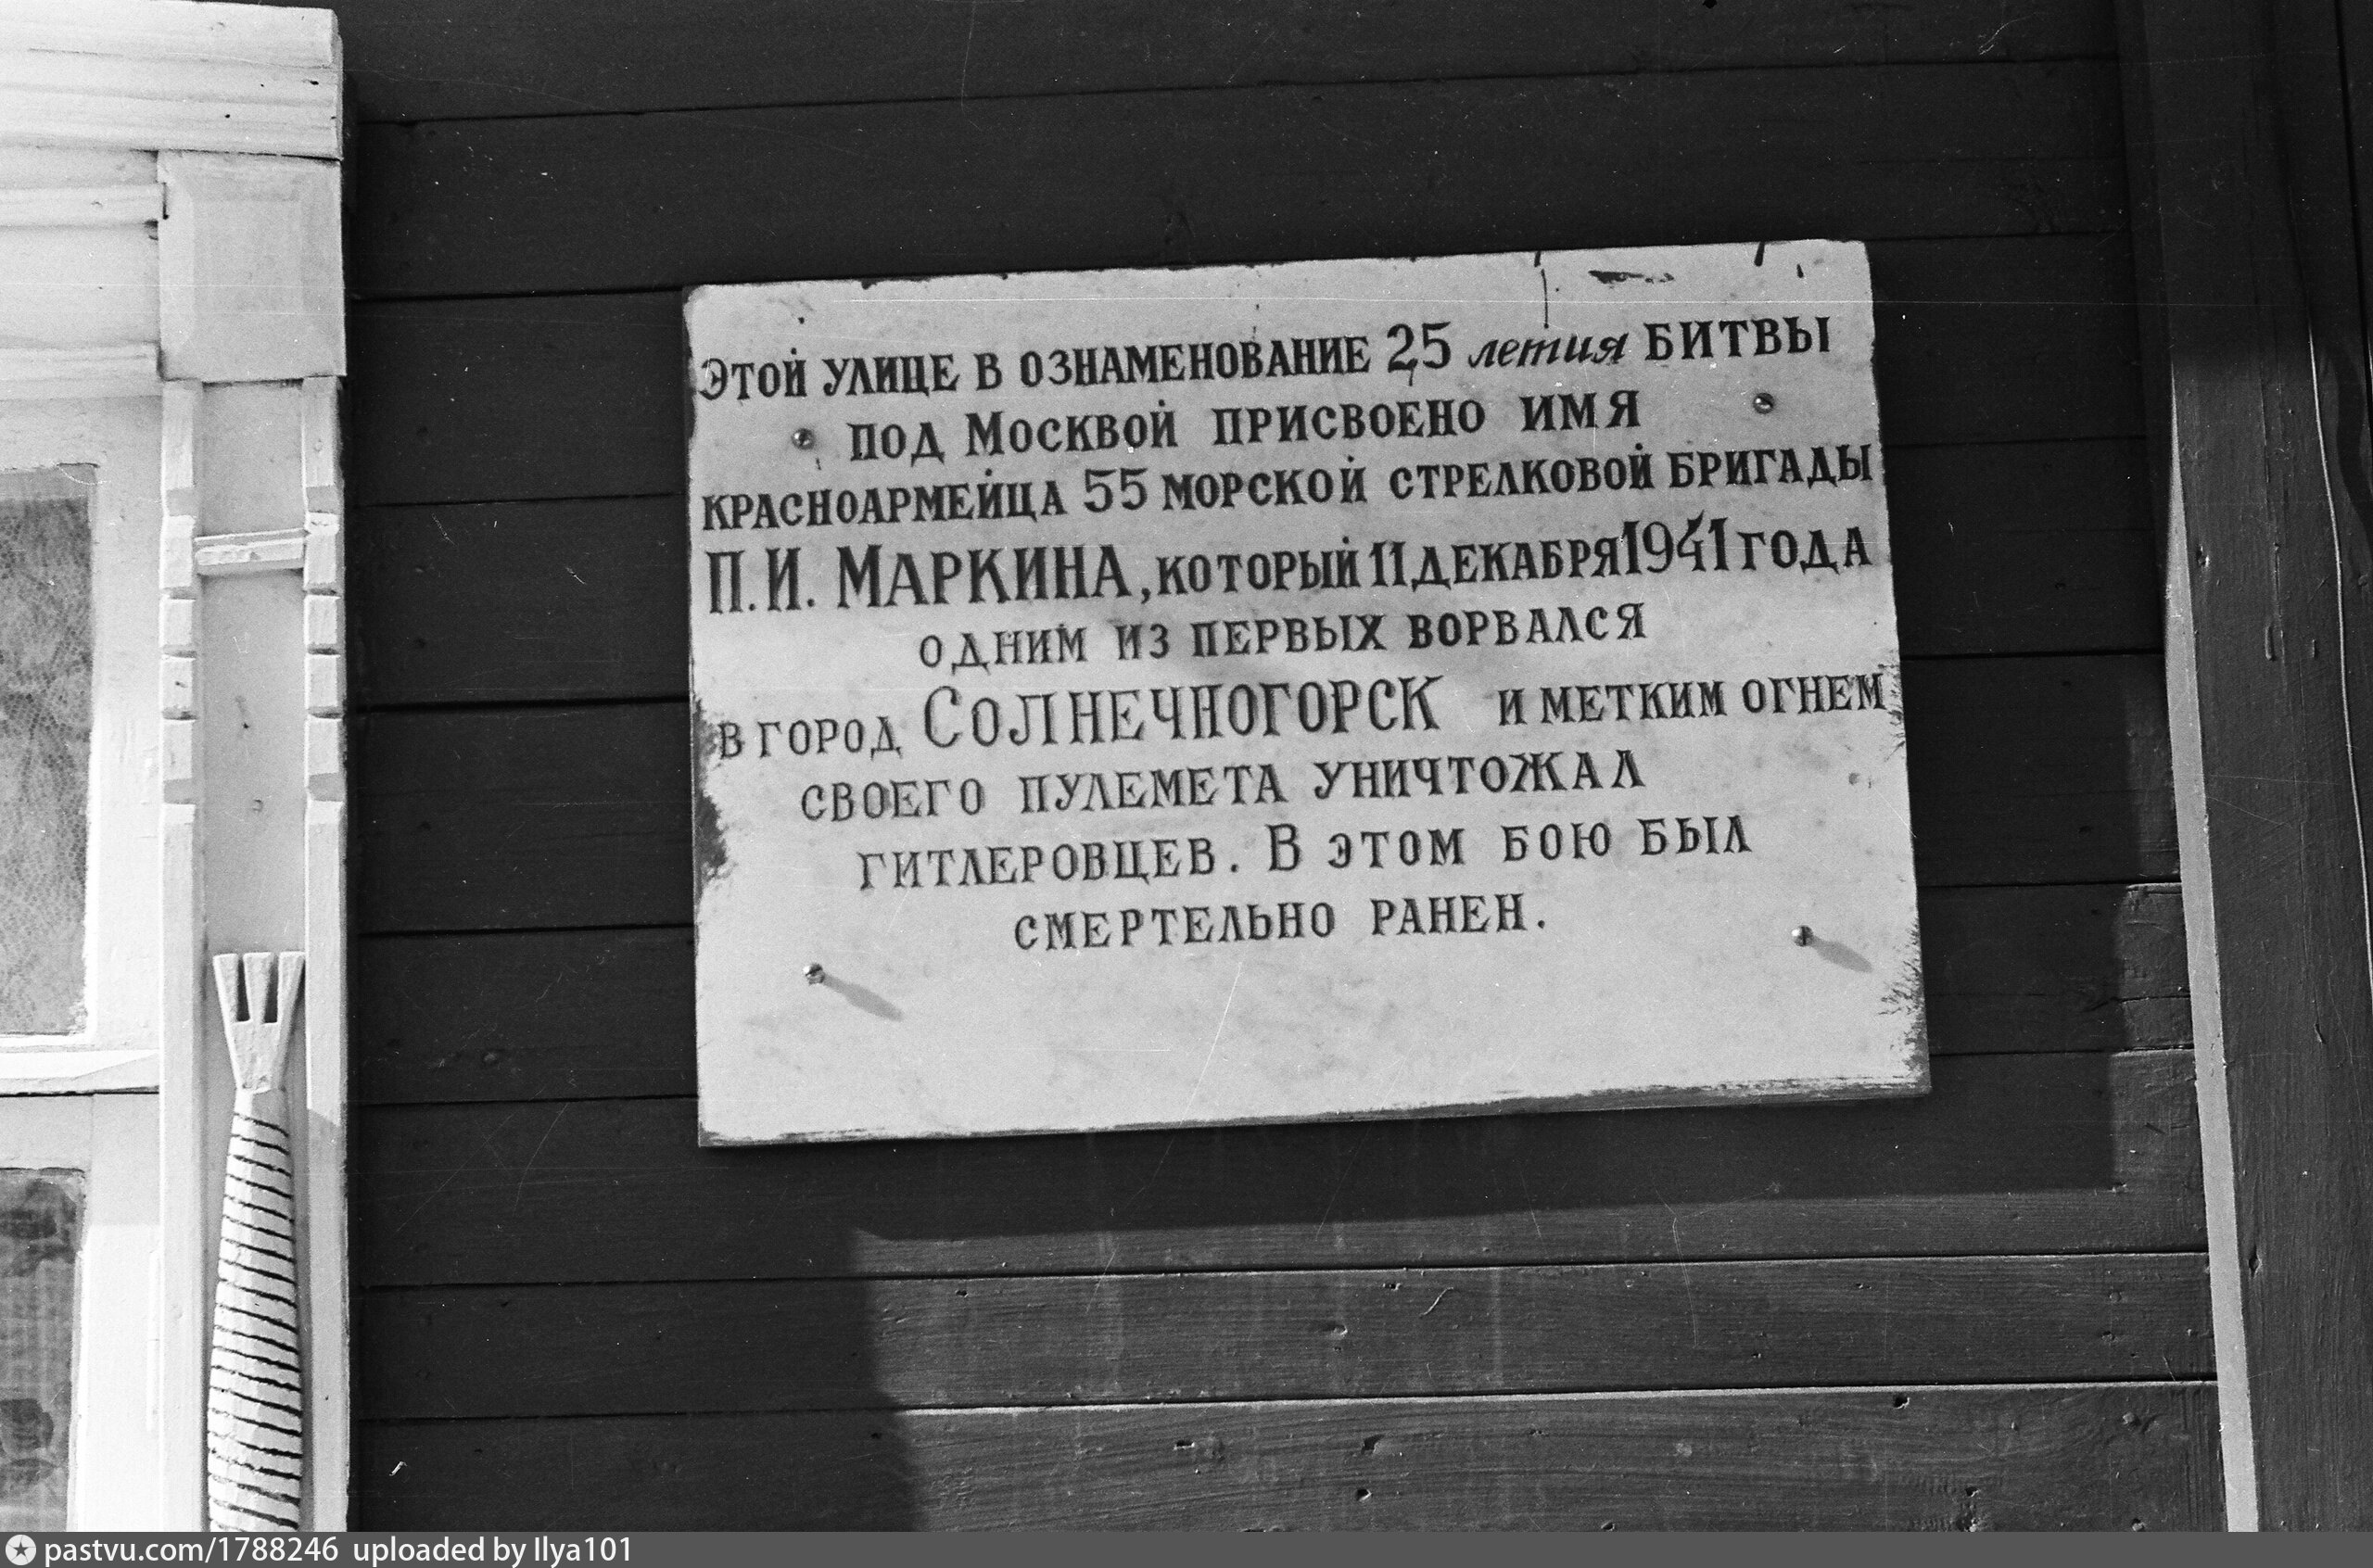 ЭТОЙ УЛИЦЕ В ОЗНАМЕНОВАНИЕ 25 летия БИТВЫ
ПОД МОСКВОЙ ПРИСВОЕНО ИМЯ
КРАСНОАРМЕЙЦА 55 МОРСКОЙ СТРЕЛКОВОЙ БРИГАДЫ
П.И. МАРКИНА, КОТОРЫЙ 11 ДЕКАБРЯ 1941 ГОДА
ОДНИМ ИЗ ПЕРВЫХ ВОРВАЛСЯ
В ГОРОД СОЛНЕЧНОГОРСК И МЕТКИМ ОГНЕМ
СВОЕГО ПУЛЕМЕТА УНИЧТОЖАЛ
ГИТЛЕРОВЦЕВ. В ЭТОМ БОЮ БЫЛ
СМЕРТЕЛЬНО РАНЕН.
pastvu.com/1788246 uploaded by Ilya101